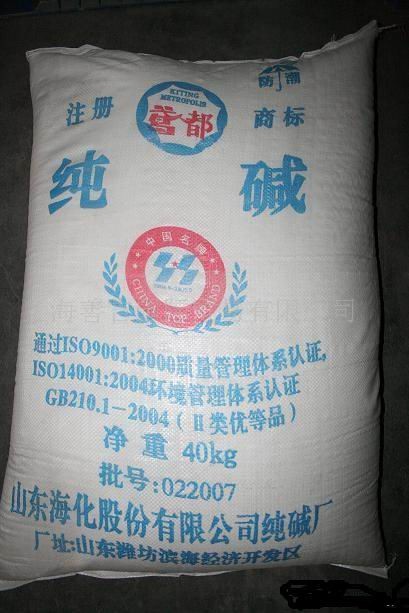 KITING
METROPOLIS
鸢都
防潮
注册 商标
纯碱
中国名牌
CHINA TOP BRAND
通过ISO9001:2000质量管理体系认证,
ISO14001:2004环境管理体系认证
GB210.1-2004(Ⅱ类优等品)
净重 40kg
批号:022007
山东海化股份有限公司纯碱厂
厂址:山东潍坊滨海经济开发区